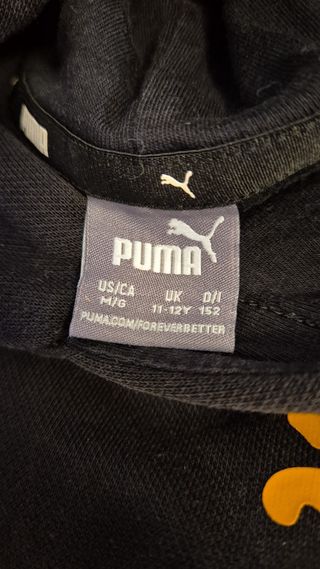 PUMA
US/CA UK D/I
M/G 11-12Y 152
PUMA.COM/FOREVERBETTER